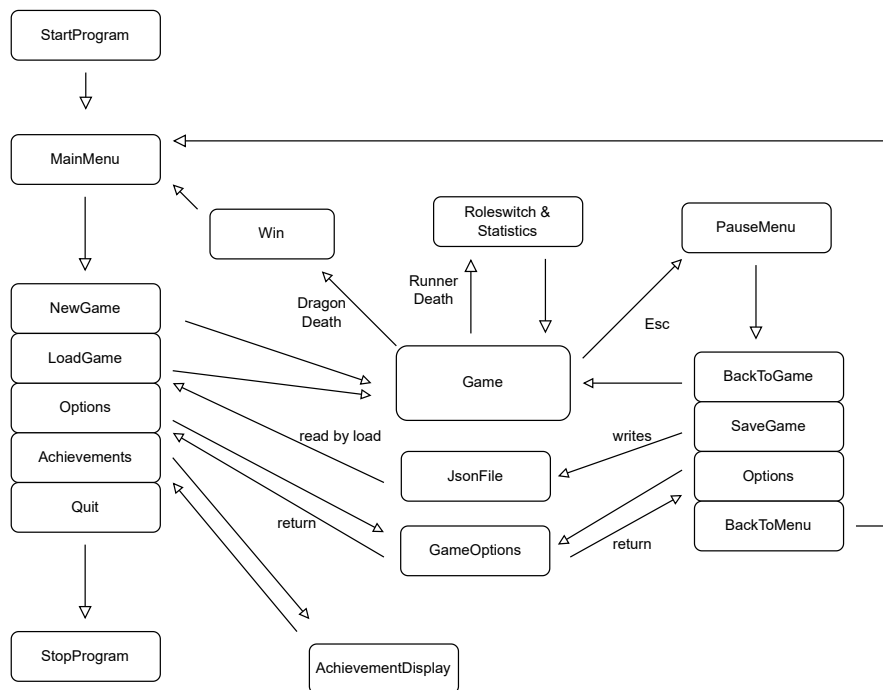 StartProgram
MainMenu
Win
Roleswitch &
Statistics
PauseMenu
Dragon
Death
Runner
Death
Esc
NewGame
LoadGame
Options
Achievements
Quit
Game
BackToGame
SaveGame
Options
BackToMenu
read by load
writes
JsonFile
return
GameOptions
return
StopProgram
AchievementDisplay